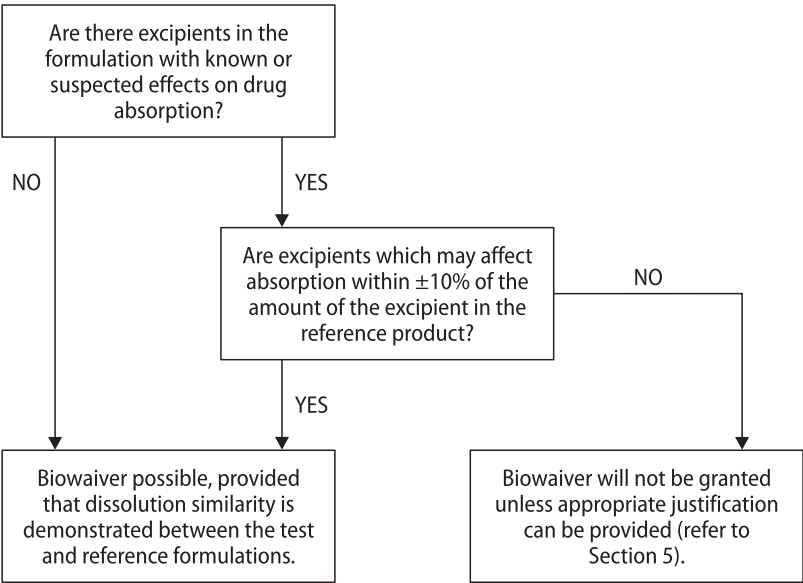 Are there excipients in the
formulation with known or
suspected effects on drug
absorption?
NO
YES
Are excipients which may affect
absorption within ±10% of the
amount of the excipient in the
reference product?
NO
YES
Biowaiver possible, provided
that dissolution similarity is
demonstrated between the test
and reference formulations.
Biowaiver will not be granted
unless appropriate justification
can be provided (refer to
Section 5).